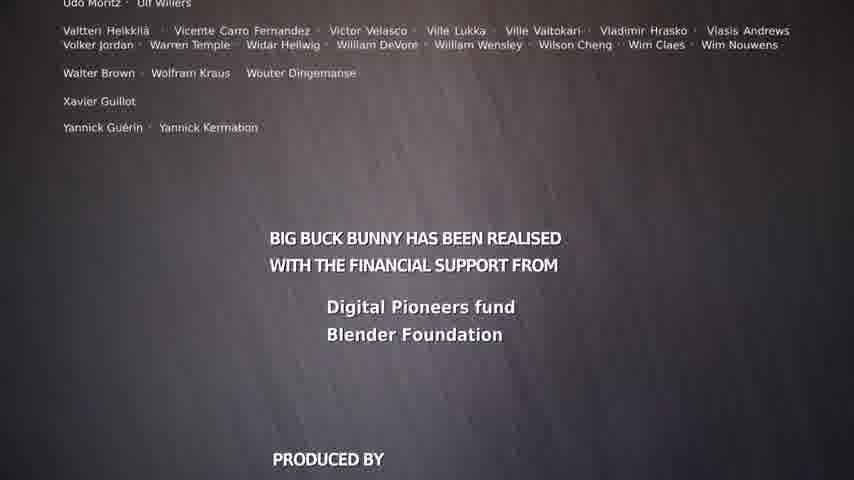 Udo Moritz · Ulf Willers
Valtteri Heikkilä · Vicente Carro Fernandez · Victor Velasco · Ville Lukka · Ville Valtokari · Vladimir Hrasko · Vlasis Andrews
Volker Jordan · Warren Temple · Widar Hellwig · William DeVore · William Wensley · Wilson Cheng · Wim Claes · Wim Nouwens
Walter Brown · Wolfram Kraus · Wouter Dingemanse
Xavier Guillot
Yannick Guérin · Yannick Kermabon
BIG BUCK BUNNY HAS BEEN REALISED
WITH THE FINANCIAL SUPPORT FROM
Digital Pioneers fund
Blender Foundation
PRODUCED BY